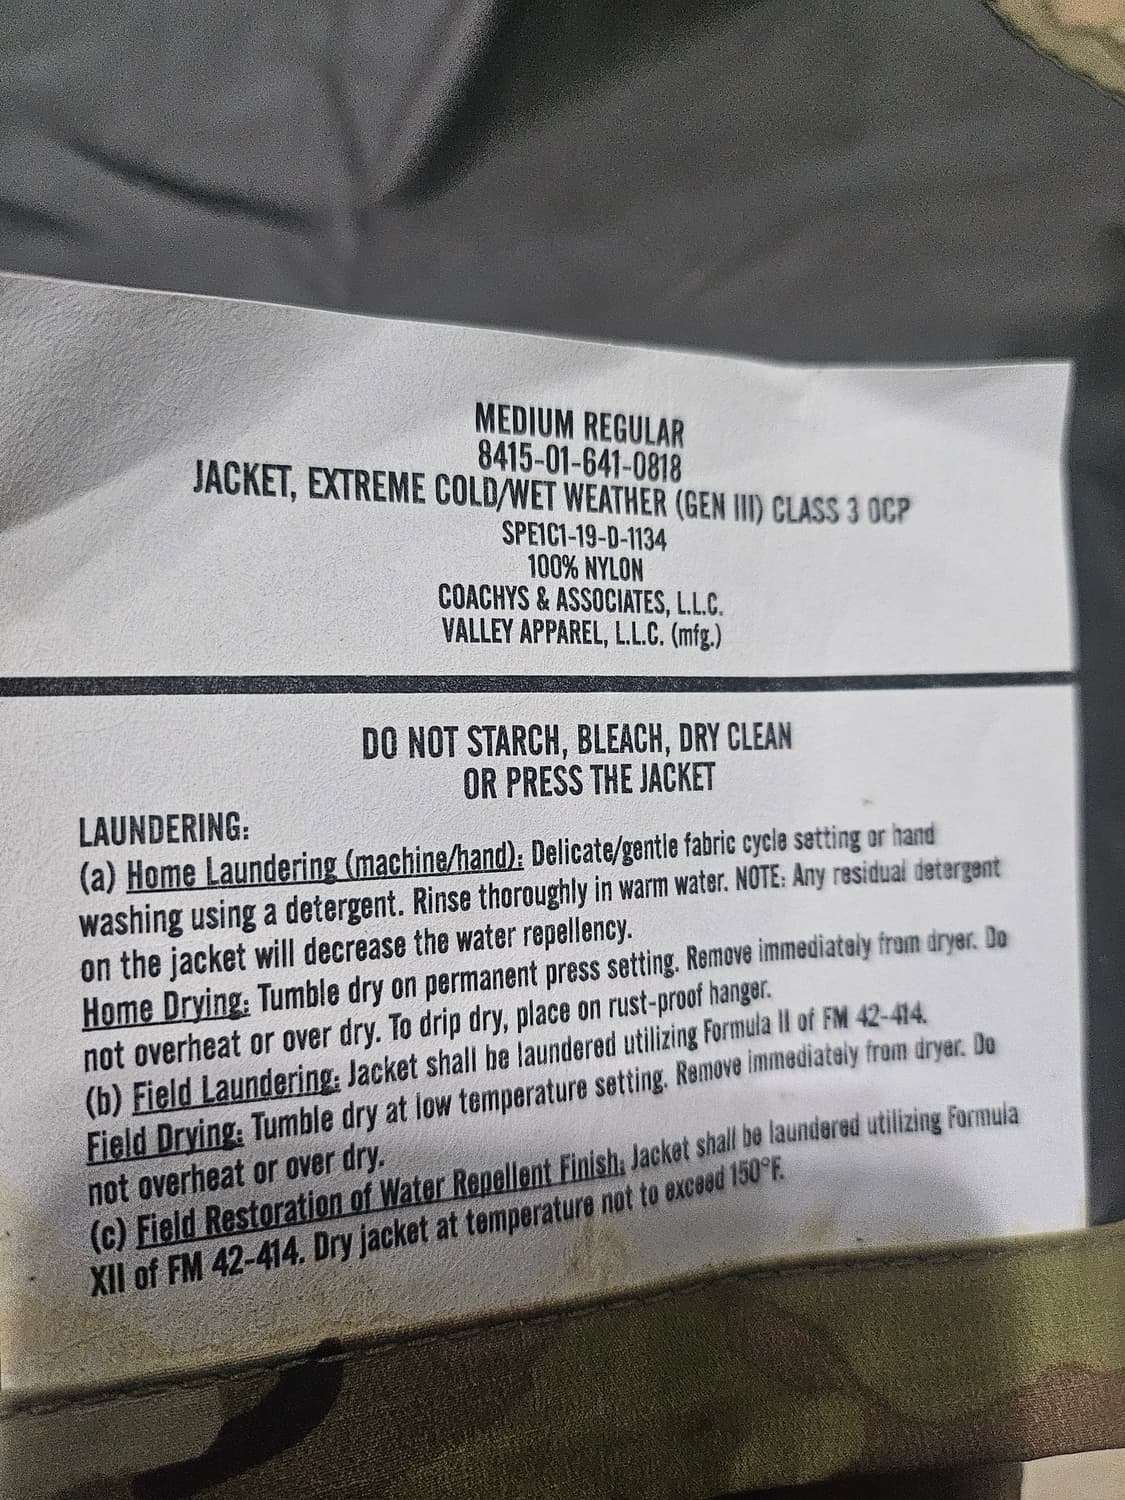 MEDIUM REGULAR
8415-01-641-0818
JACKET, EXTREME COLD/WET WEATHER (GEN III) CLASS 3 OCP
SPE1C1-19-D-1134
100% NYLON
COACHYS & ASSOCIATES, L.L.C.
VALLEY APPAREL, L.L.C. (mfg.)
DO NOT STARCH, BLEACH, DRY CLEAN
OR PRESS THE JACKET
LAUNDERING:
(a) Home Laundering (machine/hand): Delicate/gentle fabric cycle setting or hand
washing using a detergent. Rinse thoroughly in warm water. NOTE: Any residual detergent
on the jacket will decrease the water repellency.
Home Drying: Tumble dry on permanent press setting. Remove immediately from dryer. Do
not overheat or over dry. To drip dry, place on rust-proof hanger.
(b) Field Laundering: Jacket shall be laundered utilizing Formula II of FM 42-414.
Field Drying: Tumble dry at low temperature setting. Remove immediately from dryer. Do
not overheat or over dry.
(c) Field Restoration of Water Repellent Finish: Jacket shall be laundered utilizing Formula
XII of FM 42-414. Dry jacket at temperature not to exceed 150°F.